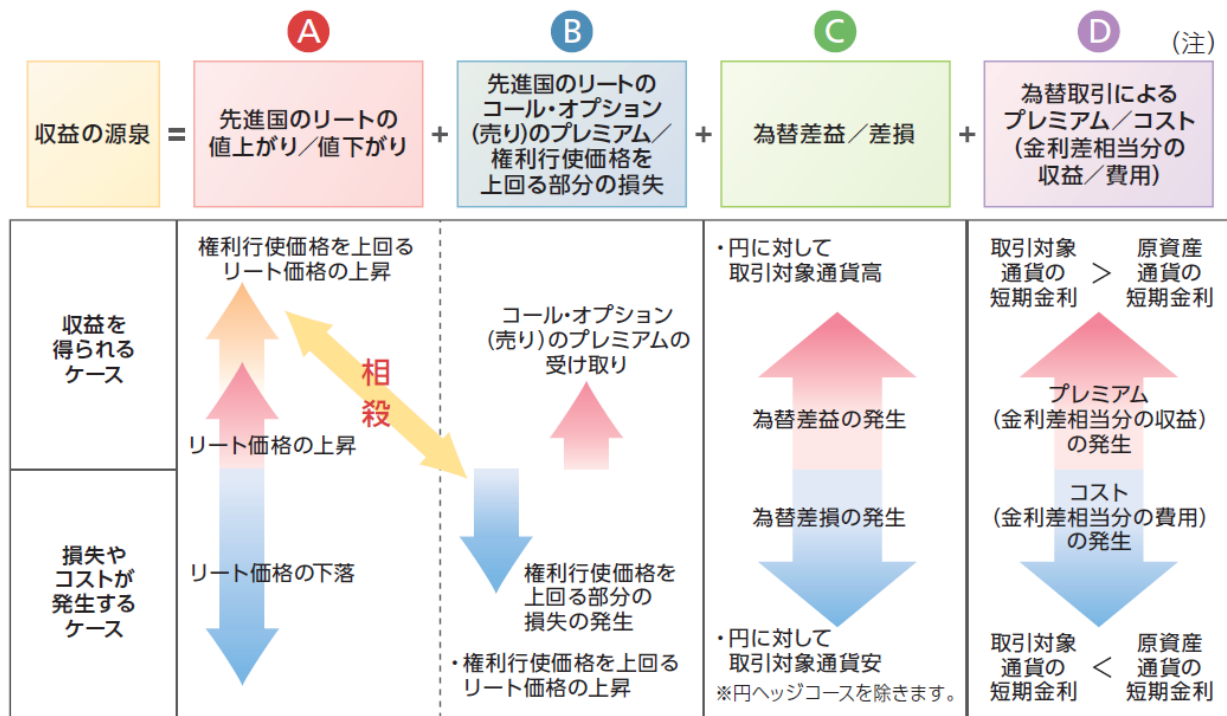 A
B
C
D
(注)
収益の源泉
=
先進国のリートの
値上がり/値下がり
+
先進国のリートの
コール・オプション
(売り)のプレミアム/
権利行使価格を
上回る部分の損失
+
為替差益/差損
+
為替取引による
プレミアム/コスト
(金利差相当分の
収益/費用)
収益を
得られる
ケース
権利行使価格を上回る
リート価格の上昇
リート価格の上昇
相
殺
コール・オプション
(売り)のプレミアムの
受け取り
・円に対して
取引対象通貨高
為替差益の発生
取引対象
通貨の
短期金利
>
原資産
通貨の
短期金利
プレミアム
(金利差相当分の収益)
の発生
損失や
コストが
発生する
ケース
リート価格の下落
権利行使価格を
上回る部分の
損失の発生
・権利行使価格を上回る
リート価格の上昇
為替差損の発生
・円に対して
取引対象通貨安
※円ヘッジコースを除きます。
コスト
(金利差相当分の費用)
の発生
取引対象
通貨の
短期金利
<
原資産
通貨の
短期金利